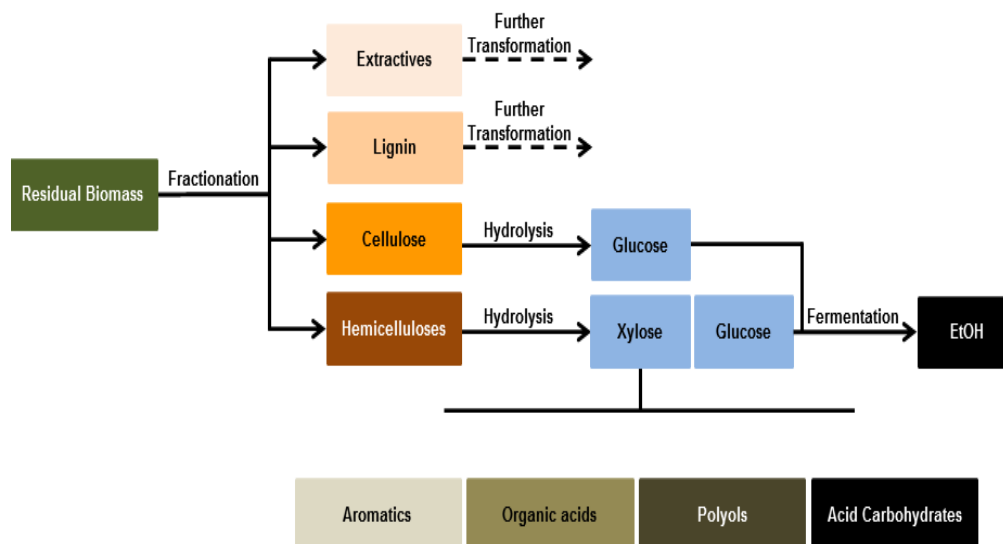 Further
Transformation
Extractives
Further
Transformation
Lignin
Residual Biomass
Fractionation
Cellulose
Hydrolysis
Glucose
Hemicelluloses
Hydrolysis
Xylose
Glucose
Fermentation
EtOH
Aromatics
Organic acids
Polyols
Acid Carbohydrates